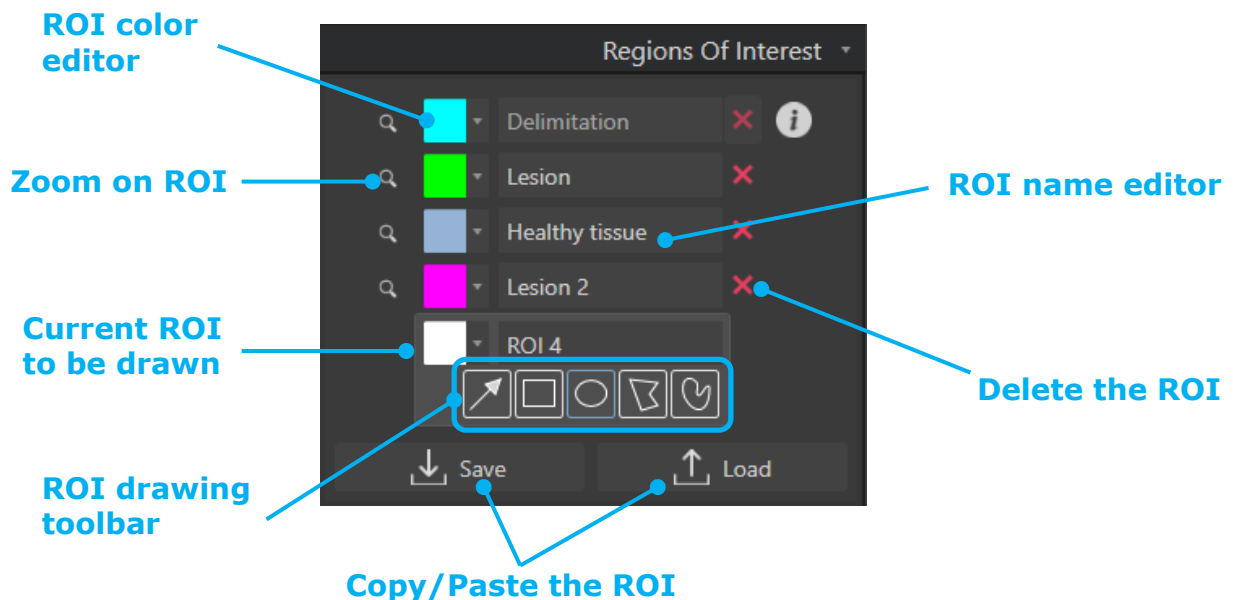 ROI color
editor
Regions Of Interest
Delimitation
i
Zoom on ROI
Lesion
ROI name editor
Healthy tissue
Lesion 2
Current ROI
to be drawn
ROI 4
Delete the ROI
Save
Load
ROI drawing
toolbar
Copy/Paste the ROI